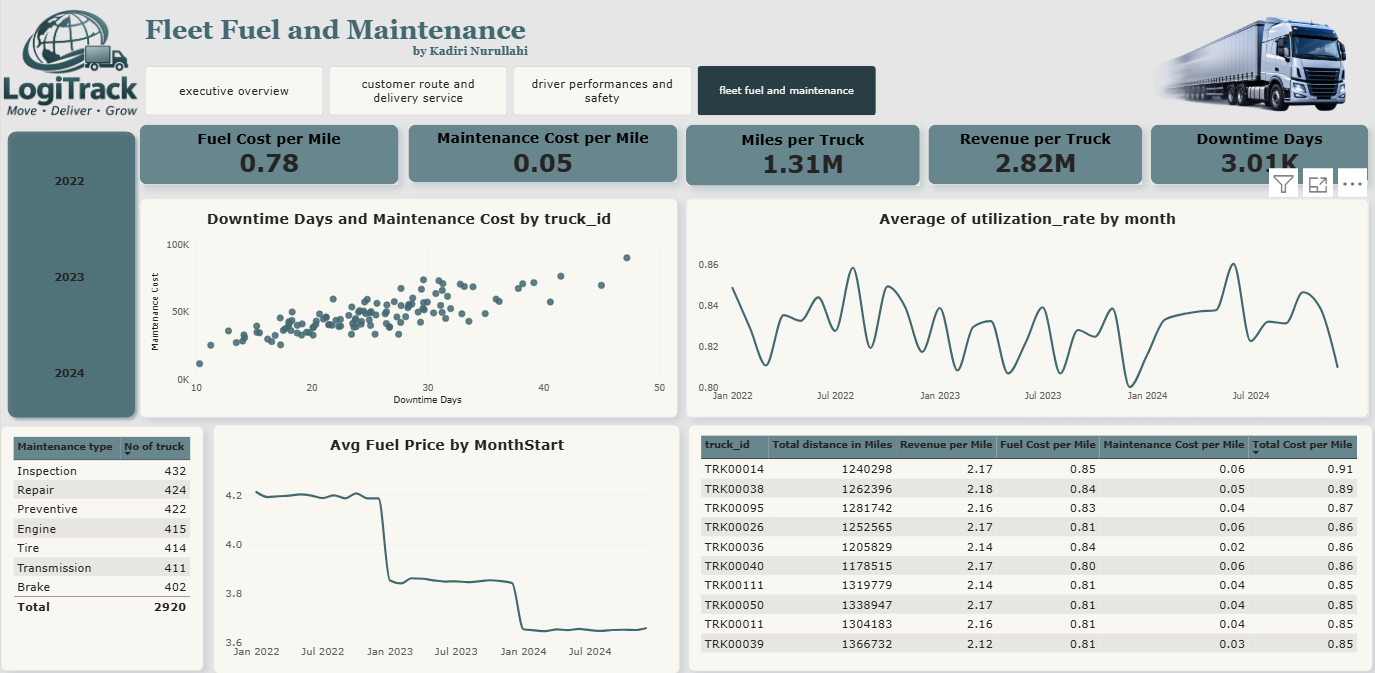 LogiTrack
Move • Deliver • Grow
Fleet Fuel and Maintenance
by Kadiri Nurullahi
executive overview
customer route and
delivery service
driver performances and
safety
fleet fuel and maintenance
2022
2023
2024
Fuel Cost per Mile
0.78
Maintenance Cost per Mile
0.05
Miles per Truck
1.31M
Revenue per Truck
2.82M
Downtime Days
3.01K
Downtime Days and Maintenance Cost by truck_id
Maintenance Cost
100K
50K
0K
10 20 30 40 50
Downtime Days
Average of utilization_rate by month
0.86
0.84
0.82
0.80
Jan 2022 Jul 2022 Jan 2023 Jul 2023 Jan 2024 Jul 2024
Maintenance type No of truck
Inspection 432
Repair 424
Preventive 422
Engine 415
Tire 414
Transmission 411
Brake 402
Total 2920
Avg Fuel Price by MonthStart
4.2
4.0
3.8
3.6
Jan 2022 Jul 2022 Jan 2023 Jul 2023 Jan 2024 Jul 2024
truck_id Total distance in Miles Revenue per Mile Fuel Cost per Mile Maintenance Cost per Mile Total Cost per Mile
TRK00014 1240298 2.17 0.85 0.06 0.91
TRK00038 1262396 2.18 0.84 0.05 0.89
TRK00095 1281742 2.16 0.83 0.04 0.87
TRK00026 1252565 2.17 0.81 0.06 0.86
TRK00036 1205829 2.14 0.84 0.02 0.86
TRK00040 1178515 2.17 0.80 0.06 0.86
TRK00111 1319779 2.14 0.81 0.04 0.85
TRK00050 1338947 2.17 0.81 0.04 0.85
TRK00011 1304183 2.16 0.81 0.04 0.85
TRK00039 1366732 2.12 0.81 0.03 0.85